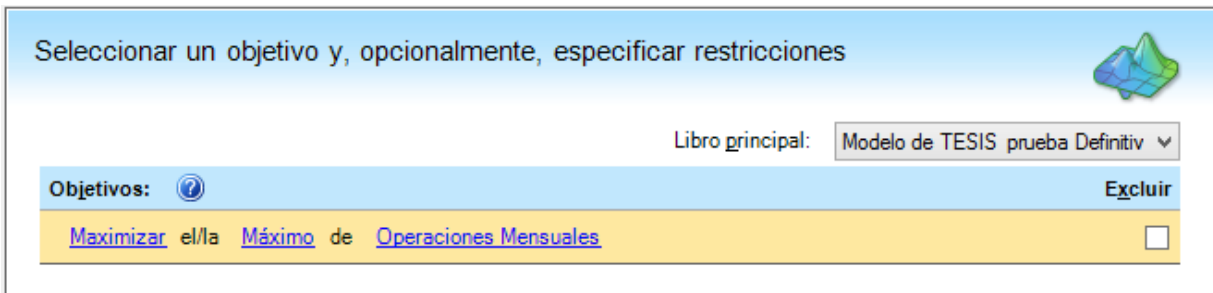 Seleccionar un objetivo y, opcionalmente, especificar restricciones
Libro principal: Modelo de TESIS prueba Definitiv
Objetivos: Excluir
Maximizar el/la Máximo de Operaciones Mensuales